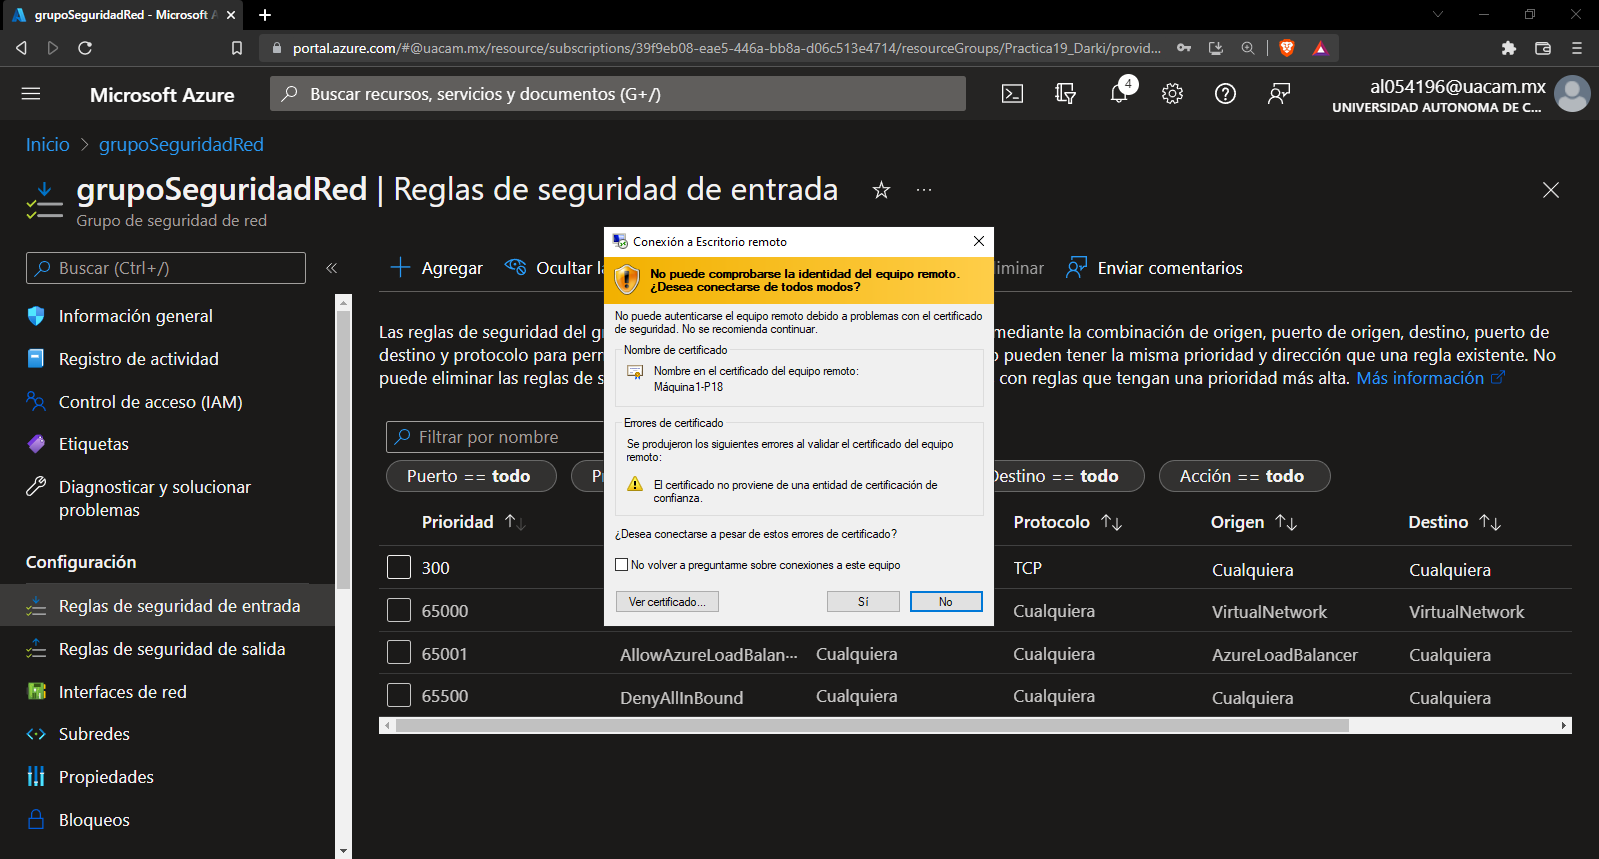 grupoSeguridadRed - Microsoft A
portal.azure.com/#@uacam.mx/resource/subscriptions/39f9eb08-eae5-446a-bb8a-d06c513e4714/resourceGroups/Practica19_Darki/provid...
Microsoft Azure
Buscar recursos, servicios y documentos (G+/)
4
al054196@uacam.mx
UNIVERSIDAD AUTONOMA DE C...
Inicio > grupoSeguridadRed
grupoSeguridadRed | Reglas de seguridad de entrada
Grupo de seguridad de red
Buscar (Ctrl+/)
Información general
Registro de actividad
Control de acceso (IAM)
Etiquetas
Diagnosticar y solucionar
problemas
Configuración
Reglas de seguridad de entrada
Reglas de seguridad de salida
Interfaces de red
Subredes
Propiedades
Bloqueos
Agregar
Ocultar
Enviar comentarios
Las reglas de seguridad del
mediante la combinación de origen, puerto de origen, destino, puerto de
destino y protocolo para
pueden tener la misma prioridad y dirección que una regla existente. No
puede eliminar las reglas de
con reglas que tengan una prioridad más alta. Más información
Filtrar por nombre
Puerto == todo
Destino == todo
Acción == todo
Prioridad
Protocolo
Origen
Destino
300
TCP
Cualquiera
Cualquiera
65000
Cualquiera
VirtualNetwork
VirtualNetwork
65001
AllowAzureLoadBalan...
Cualquiera
Cualquiera
AzureLoadBalancer
Cualquiera
65500
DenyAllInBound
Cualquiera
Cualquiera
Cualquiera
Cualquiera
Conexión a Escritorio remoto
No puede comprobarse la identidad del equipo remoto.
¿Desea conectarse de todos modos?
No puede autenticarse el equipo remoto debido a problemas con el certificado
de seguridad. No se recomienda continuar.
Nombre de certificado
Nombre en el certificado del equipo remoto:
Máquina1-P18
Errores de certificado
Se produjeron los siguientes errores al validar el certificado del equipo
remoto:
El certificado no proviene de una entidad de certificación de
confianza.
¿Desea conectarse a pesar de estos errores de certificado?
No volver a preguntarme sobre conexiones a este equipo
Ver certificado...
Sí
No